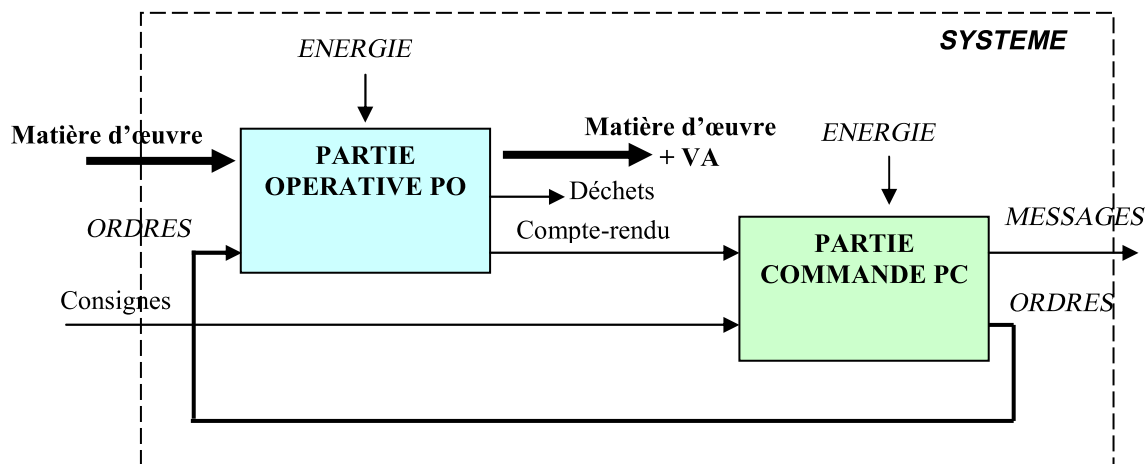 SYSTEME
ENERGIE
Matière d’œuvre
PARTIE
OPERATIVE PO
Matière d’œuvre
+ VA
ENERGIE
Déchets
ORDRES
Compte-rendu
PARTIE
COMMANDE PC
MESSAGES
Consignes
ORDRES